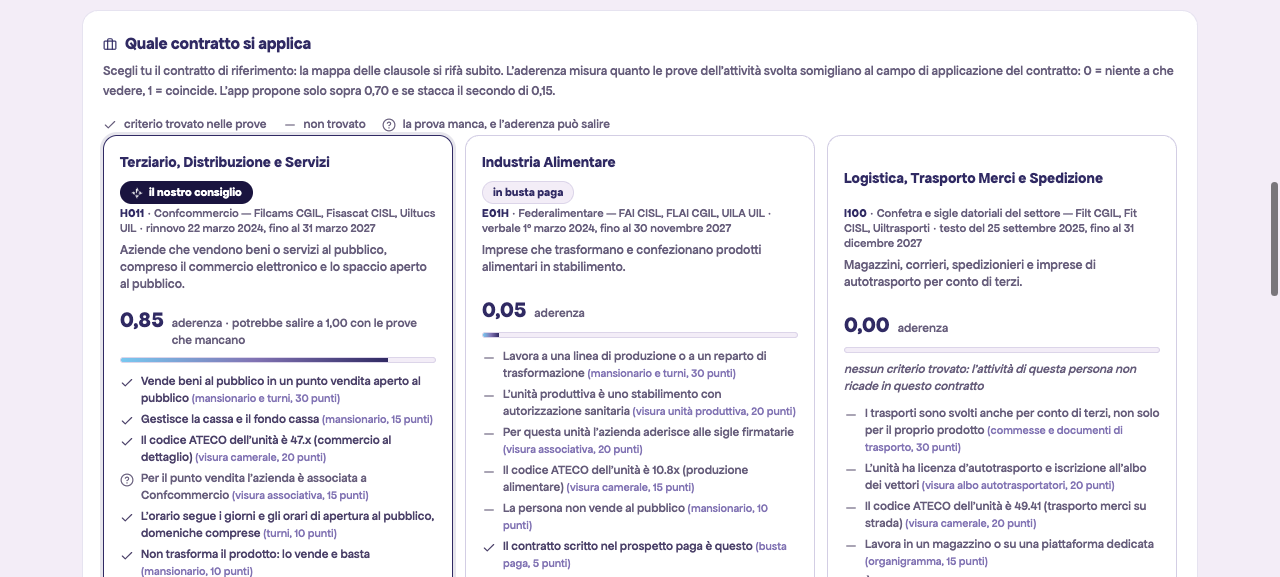 Quale contratto si applica
Scegli tu il contratto di riferimento: la mappa delle clausole si rifà subito. L'aderenza misura quanto le prove dell'attività svolta somigliano al campo di applicazione del contratto: 0 = niente a che
vedere, 1 = coincide. L'app propone solo sopra 0,70 e se stacca il secondo di 0,15.
criterio trovato nelle prove — non trovato ? la prova manca, e l'aderenza può salire
Terziario, Distribuzione e Servizi
il nostro consiglio
H011 · Confcommercio — Filcams CGIL, Fisascat CISL, Uiltucs
UIL · rinnovo 22 marzo 2024, fino al 31 marzo 2027
Aziende che vendono beni o servizi al pubblico,
compreso il commercio elettronico e lo spaccio aperto
al pubblico.
0,85 aderenza · potrebbe salire a 1,00 con le prove
che mancano
Vende beni al pubblico in un punto vendita aperto al
pubblico (mansionario e turni, 30 punti)
Gestisce la cassa e il fondo cassa (mansionario, 15 punti)
Il codice ATECO dell'unità è 47.x (commercio al
dettaglio) (visura camerale, 20 punti)
? Per il punto vendita l'azienda è associata a
Confcommercio (visura associativa, 15 punti)
L'orario segue i giorni e gli orari di apertura al pubblico,
domeniche comprese (turni, 10 punti)
Non trasforma il prodotto: lo vende e basta
(mansionario, 10 punti)
Industria Alimentare
in busta paga
E01H · Federalimentare — FAI CISL, FLAI CGIL, UILA UIL ·
verbale 1º marzo 2024, fino al 30 novembre 2027
Imprese che trasformano e confezionano prodotti
alimentari in stabilimento.
0,05 aderenza
— Lavora a una linea di produzione o a un reparto di
trasformazione (mansionario e turni, 30 punti)
— L'unità produttiva è uno stabilimento con
autorizzazione sanitaria (visura unità produttiva, 20 punti)
— Per questa unità l'azienda aderisce alle sigle firmatarie
(visura associativa, 20 punti)
— Il codice ATECO dell'unità è 10.8x (produzione
alimentare) (visura camerale, 15 punti)
— La persona non vende al pubblico (mansionario, 10
punti)
Il contratto scritto nel prospetto paga è questo (busta
paga, 5 punti)
Logistica, Trasporto Merci e Spedizione
I100 · Confetra e sigle datoriali del settore — Filt CGIL, Fit
CISL, Uiltrasporti · testo del 25 settembre 2025, fino al 31
dicembre 2027
Magazzini, corrieri, spedizionieri e imprese di
autotrasporto per conto di terzi.
0,00 aderenza
nessun criterio trovato: l'attività di questa persona non
ricade in questo contratto
— I trasporti sono svolti anche per conto di terzi, non solo
per il proprio prodotto (commesse e documenti di
trasporto, 30 punti)
— L'unità ha licenza d'autotrasporto e iscrizione all'albo
dei vettori (visura albo autotrasportatori, 20 punti)
— Il codice ATECO dell'unità è 49.41 (trasporto merci su
strada) (visura camerale, 20 punti)
— Lavora in un magazzino o su una piattaforma dedicata
(organigramma, 15 punti)